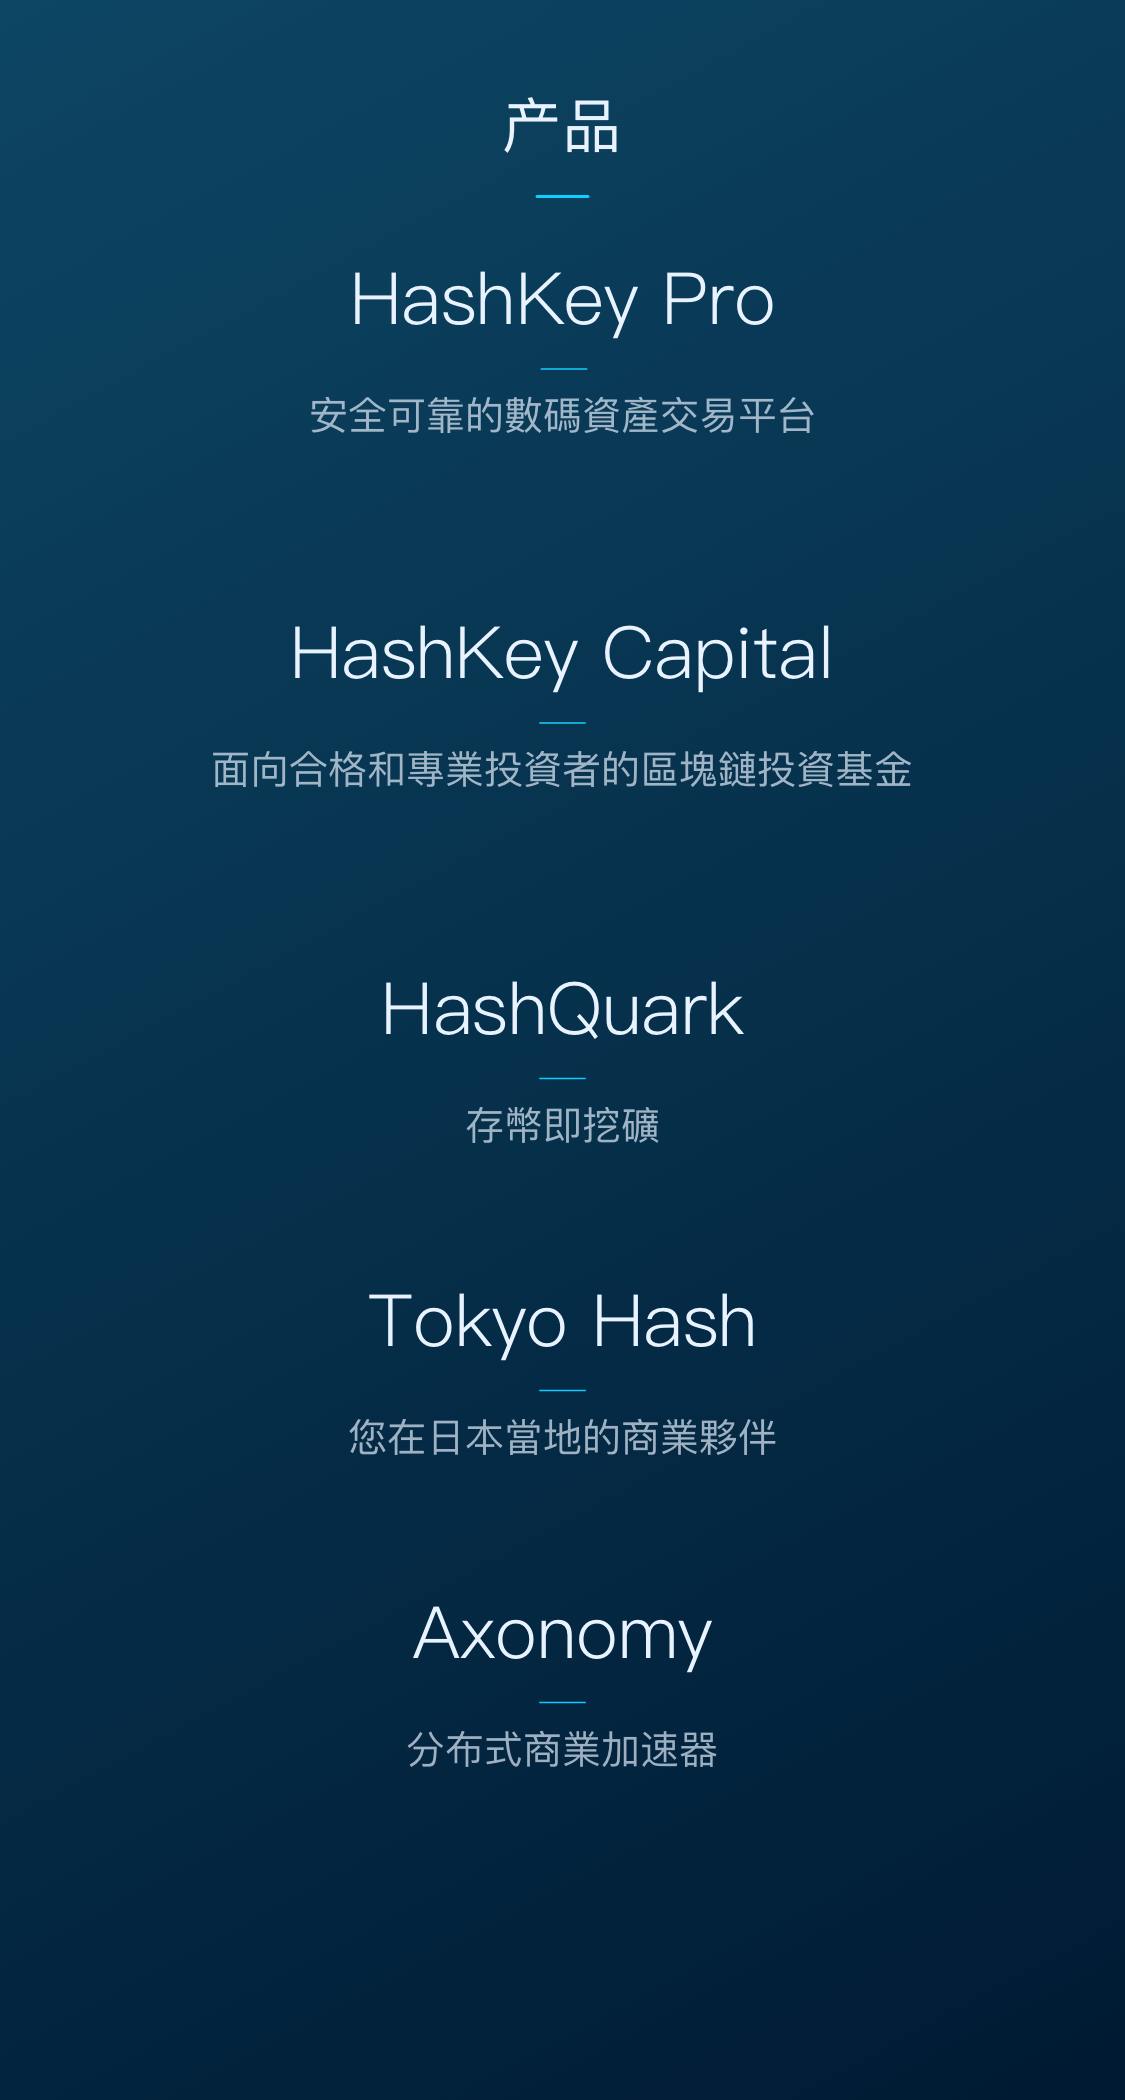 产品
HashKey Pro
安全可靠的數碼資產交易平台
HashKey Capital
面向合格和專業投資者的區塊鏈投資基金
HashQuark
存幣即挖礦
Tokyo Hash
您在日本當地的商業夥伴
Axonomy
分布式商業加速器